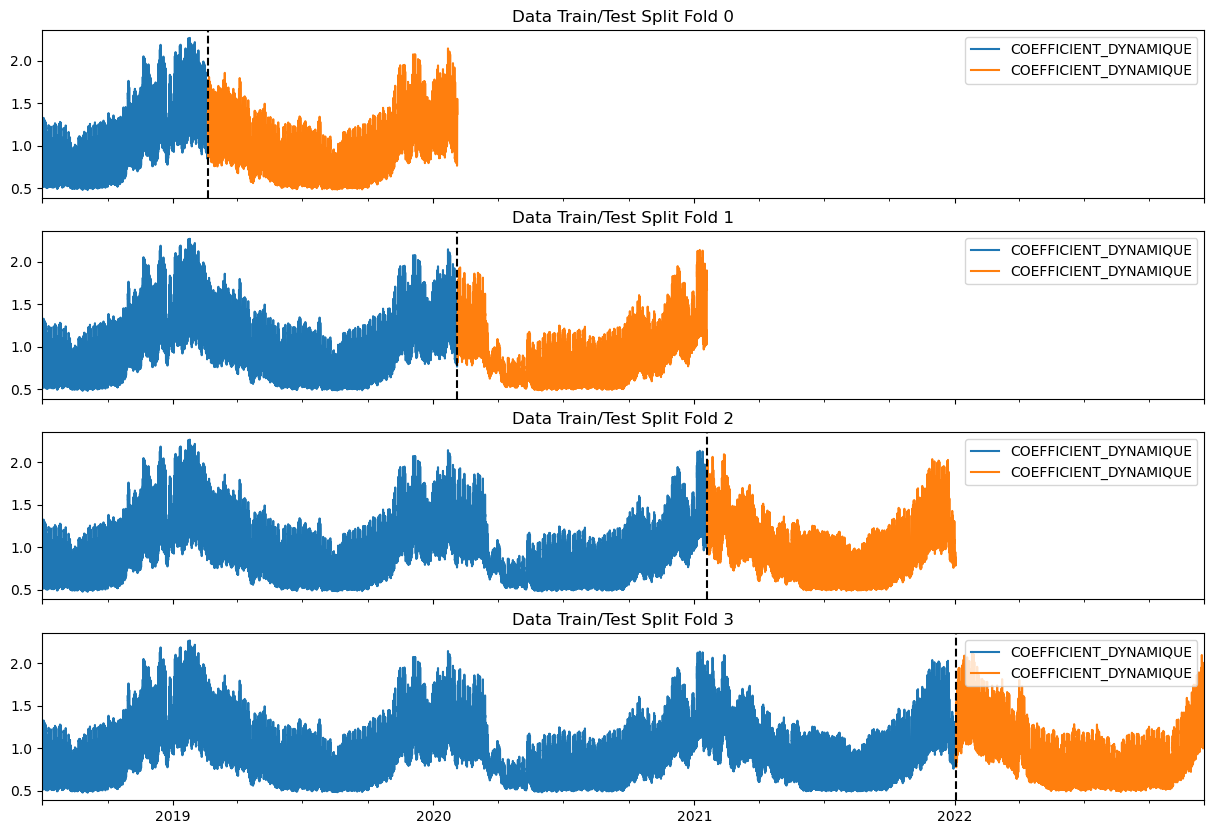 Data Train/Test Split Fold 0
COEFFICIENT_DYNAMIQUE
COEFFICIENT_DYNAMIQUE
2.0
1.5
1.0
0.5
Data Train/Test Split Fold 1
COEFFICIENT_DYNAMIQUE
COEFFICIENT_DYNAMIQUE
2.0
1.5
1.0
0.5
Data Train/Test Split Fold 2
COEFFICIENT_DYNAMIQUE
COEFFICIENT_DYNAMIQUE
2.0
1.5
1.0
0.5
Data Train/Test Split Fold 3
COEFFICIENT_DYNAMIQUE
COEFFICIENT_DYNAMIQUE
2.0
1.5
1.0
0.5
2019 2020 2021 2022